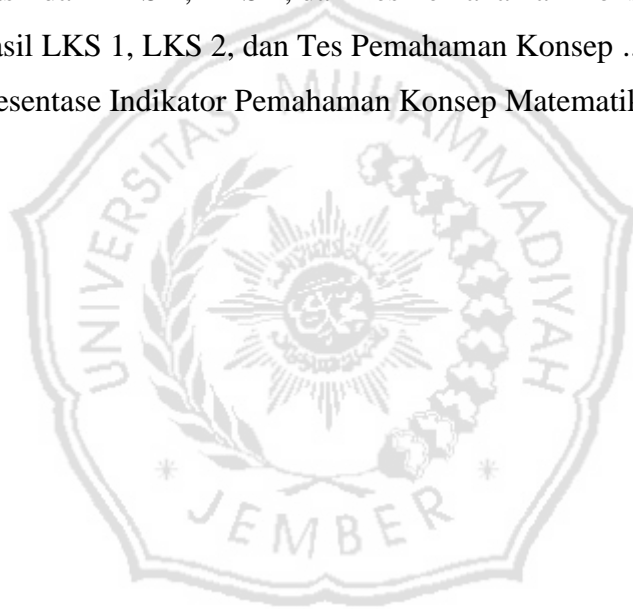 asil LKS 1, LKS 2, dan Tes Pemahaman Konsep ..
esentase Indikator Pemahaman Konsep Matematik
UNIVERSITAS MUHAMMADIYAH
JEMBER